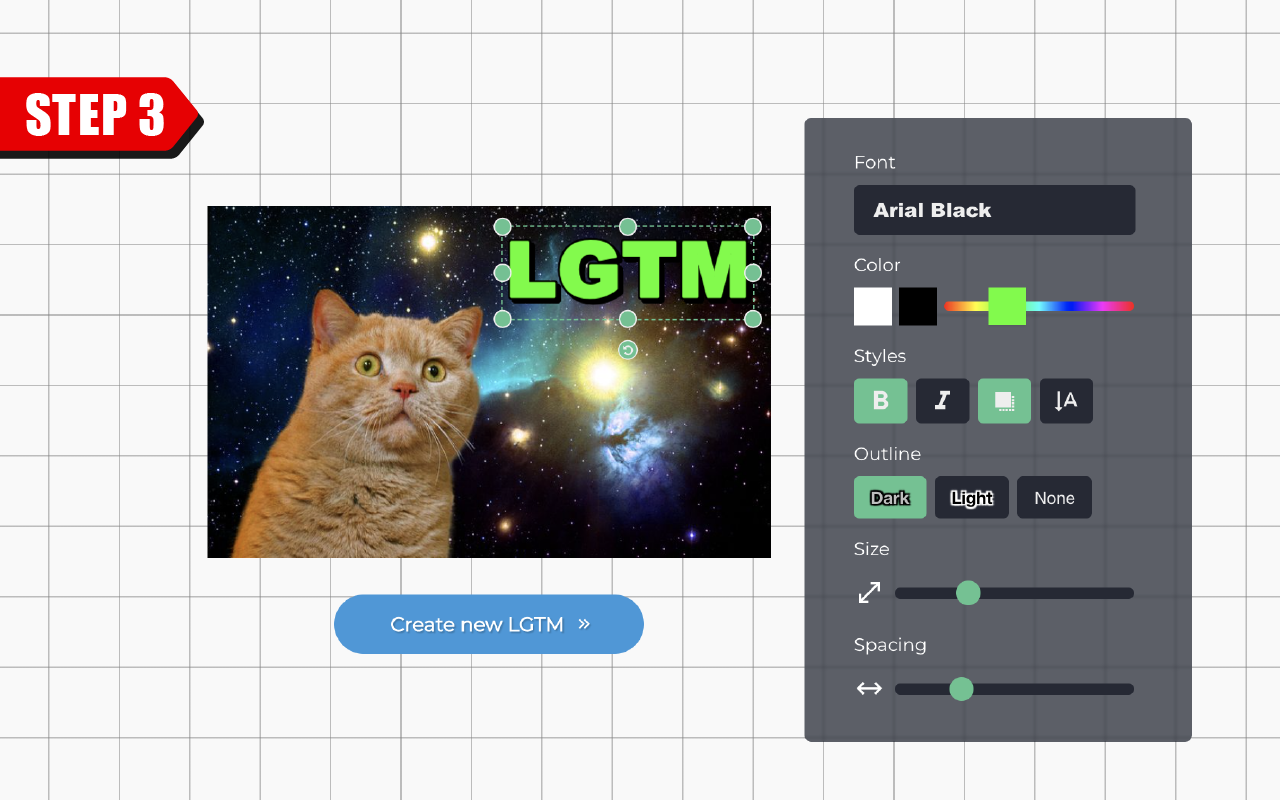 STEP 3
LGTM
Create new LGTM »
Font
Arial Black
Color
Styles
B I A
Outline
Dark Light None
Size
Spacing